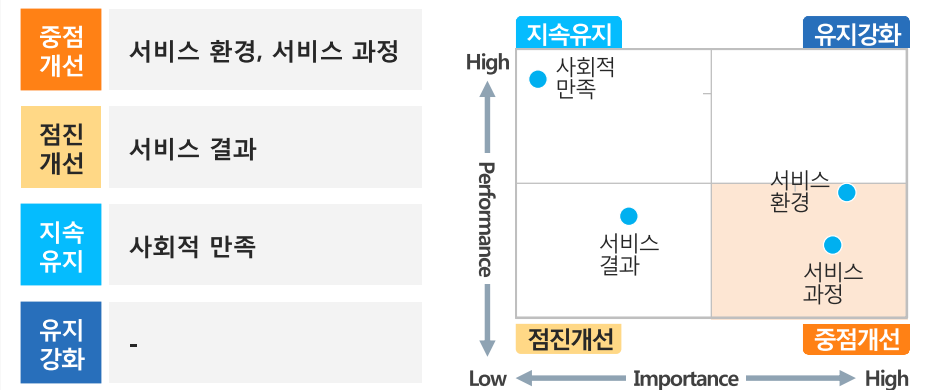 중점
개선
서비스 환경, 서비스 과정
점진
개선
서비스 결과
지속
유지
사회적 만족
유지
강화
-
지속유지
유지강화
High
사회적
만족
Performance
서비스
환경
서비스
결과
서비스
과정
점진개선
중점개선
Low
Importance
High